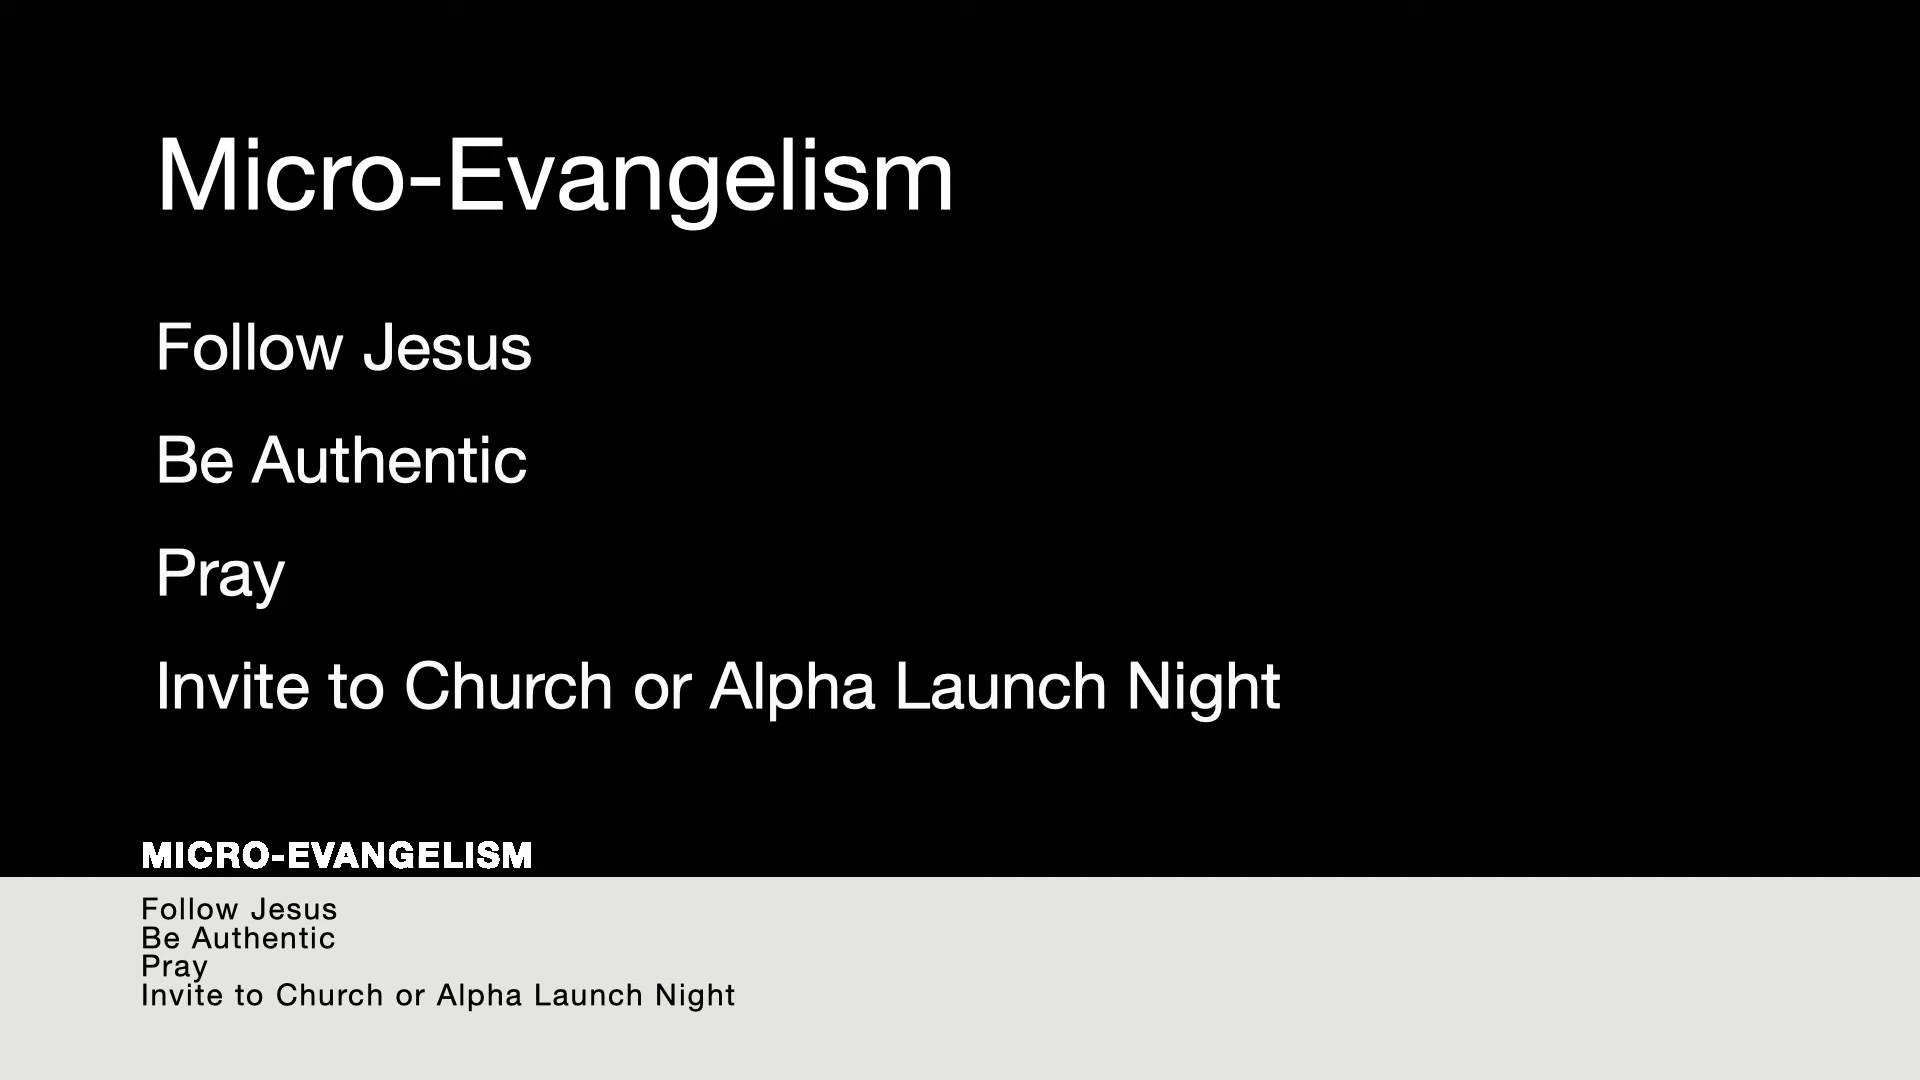 Micro-Evangelism
Follow Jesus
Be Authentic
Pray
Invite to Church or Alpha Launch Night
MICRO-EVANGELISM
Follow Jesus
Be Authentic
Pray
Invite to Church or Alpha Launch Night